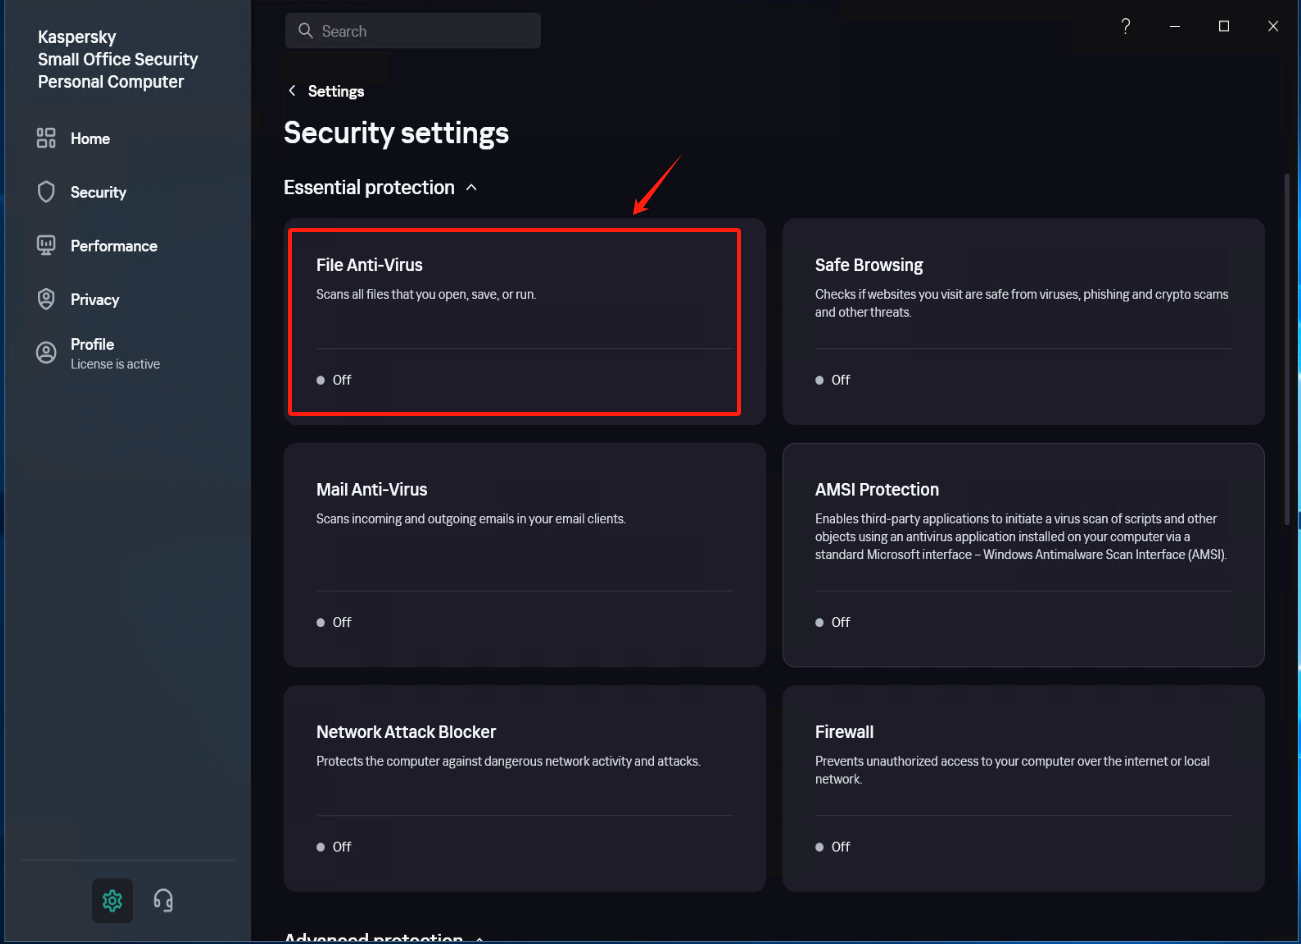 Kaspersky
Small Office Security
Personal Computer
Home
Security
Performance
Privacy
Profile
License is active
Search
?
Settings
Security settings
Essential protection
File Anti-Virus
Scans all files that you open, save, or run.
Off
Safe Browsing
Checks if websites you visit are safe from viruses, phishing and crypto scams
and other threats.
Off
Mail Anti-Virus
Scans incoming and outgoing emails in your email clients.
Off
AMSI Protection
Enables third-party applications to initiate a virus scan of scripts and other
objects using an antivirus application installed on your computer via a
standard Microsoft interface – Windows Antimalware Scan Interface (AMSI).
Off
Network Attack Blocker
Protects the computer against dangerous network activity and attacks.
Off
Firewall
Prevents unauthorized access to your computer over the internet or local
network.
Off
Advanced protection